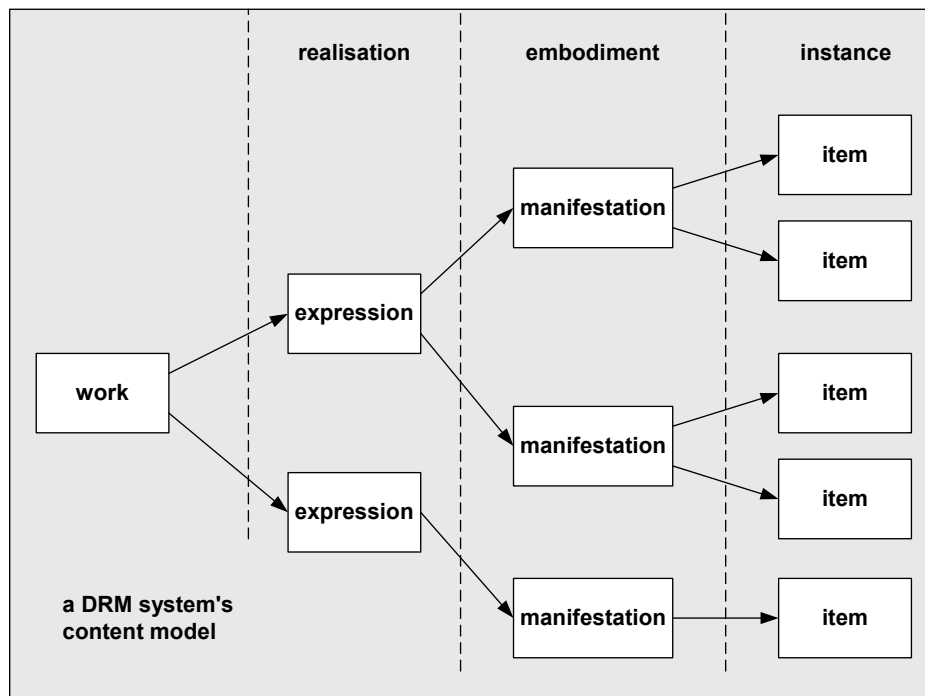 realisation
embodiment
instance
item
manifestation
item
expression
work
item
manifestation
item
expression
a DRM system's
content model
manifestation
item